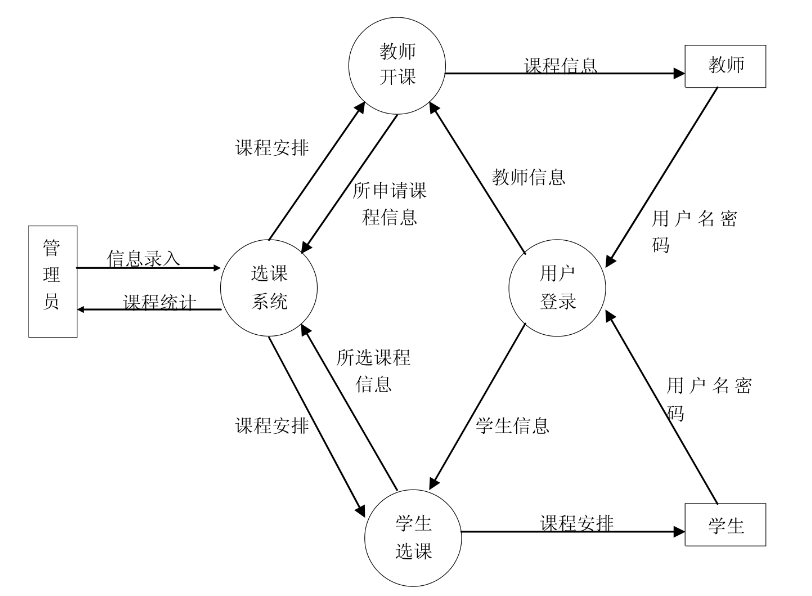 教师
开课
课程信息
教师
课程安排
所申请课
程信息
教师信息
用户名密
码
管
理
员
信息录入
课程统计
选课
系统
用户
登录
所选课程
信息
用户名密
码
课程安排
学生信息
学生
选课
课程安排
学生